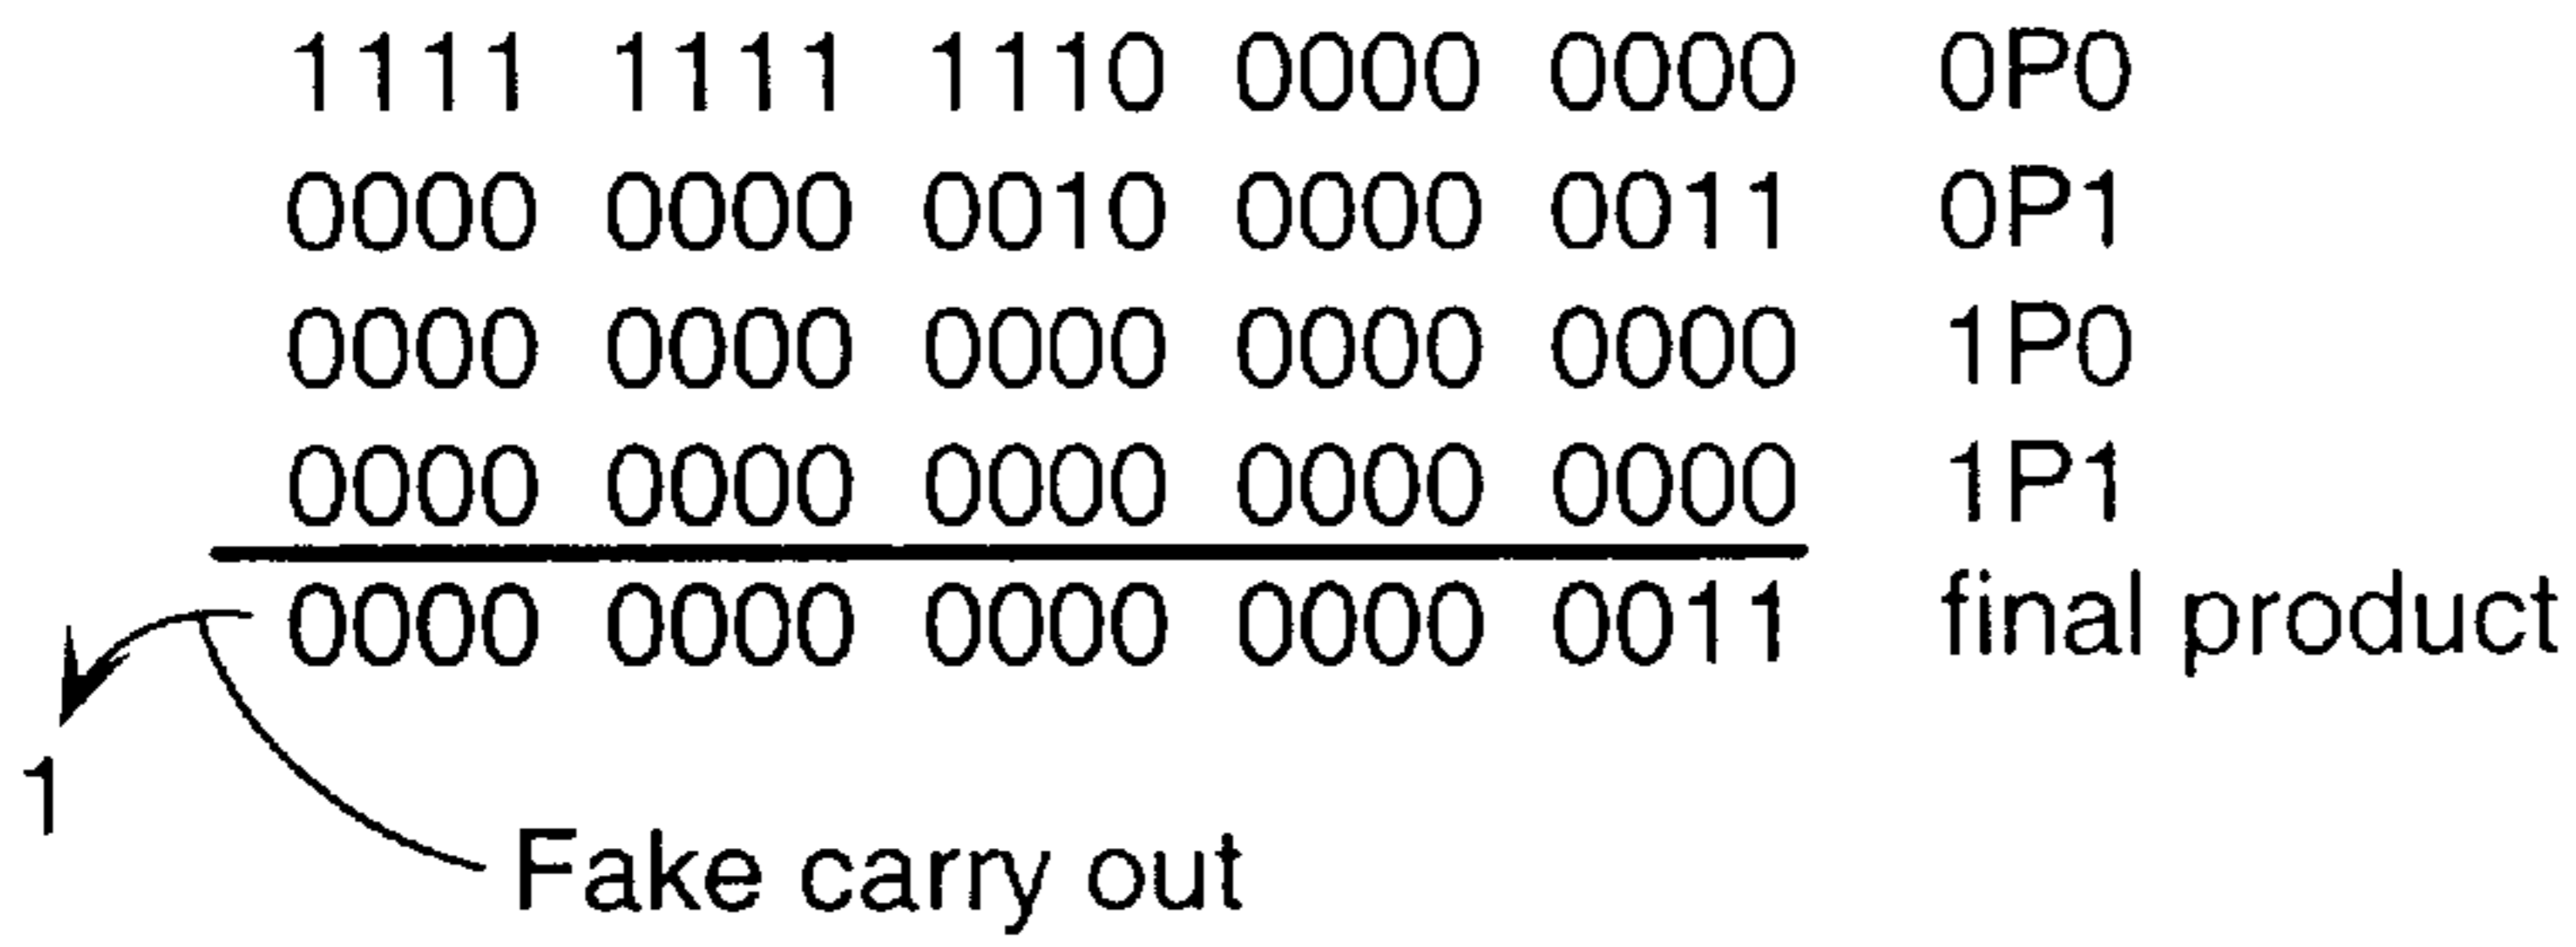 1111 1111 1110 0000 0000 0P0
0000 0000 0010 0000 0011 0P1
0000 0000 0000 0000 0000 1P0
0000 0000 0000 0000 0000 1P1
0000 0000 0000 0000 0011 final product
1
Fake carry out